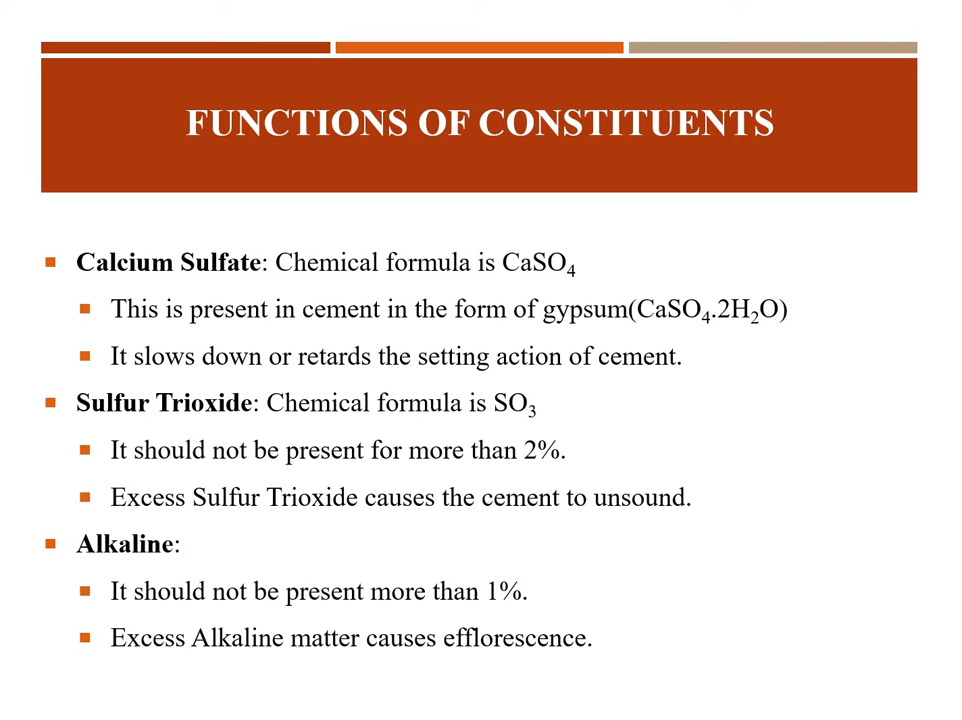 FUNCTIONS OF CONSTITUENTS
Calcium Sulfate: Chemical formula is CaSO₄
This is present in cement in the form of gypsum(CaSO₄.2H₂O)
It slows down or retards the setting action of cement.
Sulfur Trioxide: Chemical formula is SO₃
It should not be present for more than 2%.
Excess Sulfur Trioxide causes the cement to unsound.
Alkaline:
It should not be present more than 1%.
Excess Alkaline matter causes efflorescence.